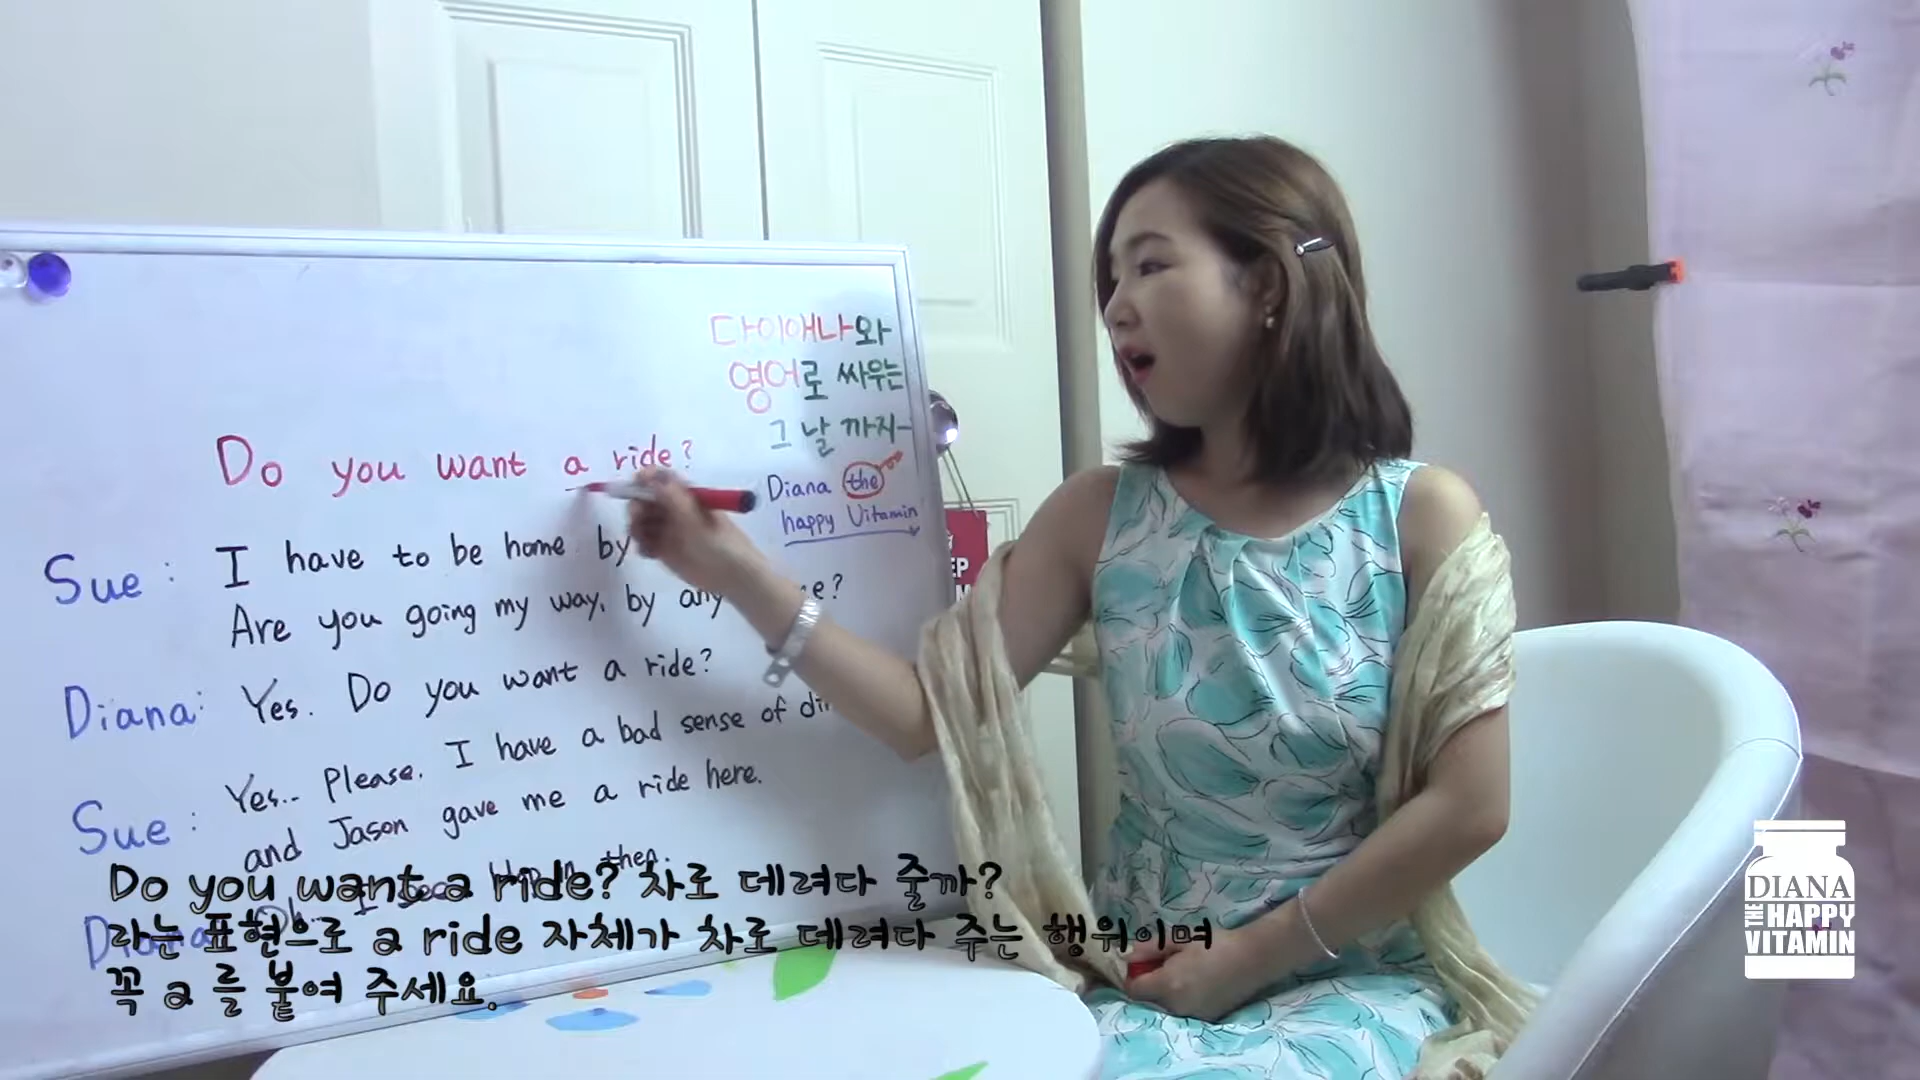 다이애나와
영어로 싸우는
그 날 까지~
Diana the
happy Vitamin
Do you want a ride?
Sue : I have to be home by
Are you going my way, by any
Diana: Yes. Do you want a ride?
Sue : Yes... Please. I have a bad sense of
and Jason gave me a ride here.
Diana then.
Do you want a ride? 차로 데려다 줄까?
라는 표현으로 a ride 자체가 차로 데려다 주는 행위이며
꼭 a 를 붙여 주세요.
DIANA
THE HAPPY
VITAMIN